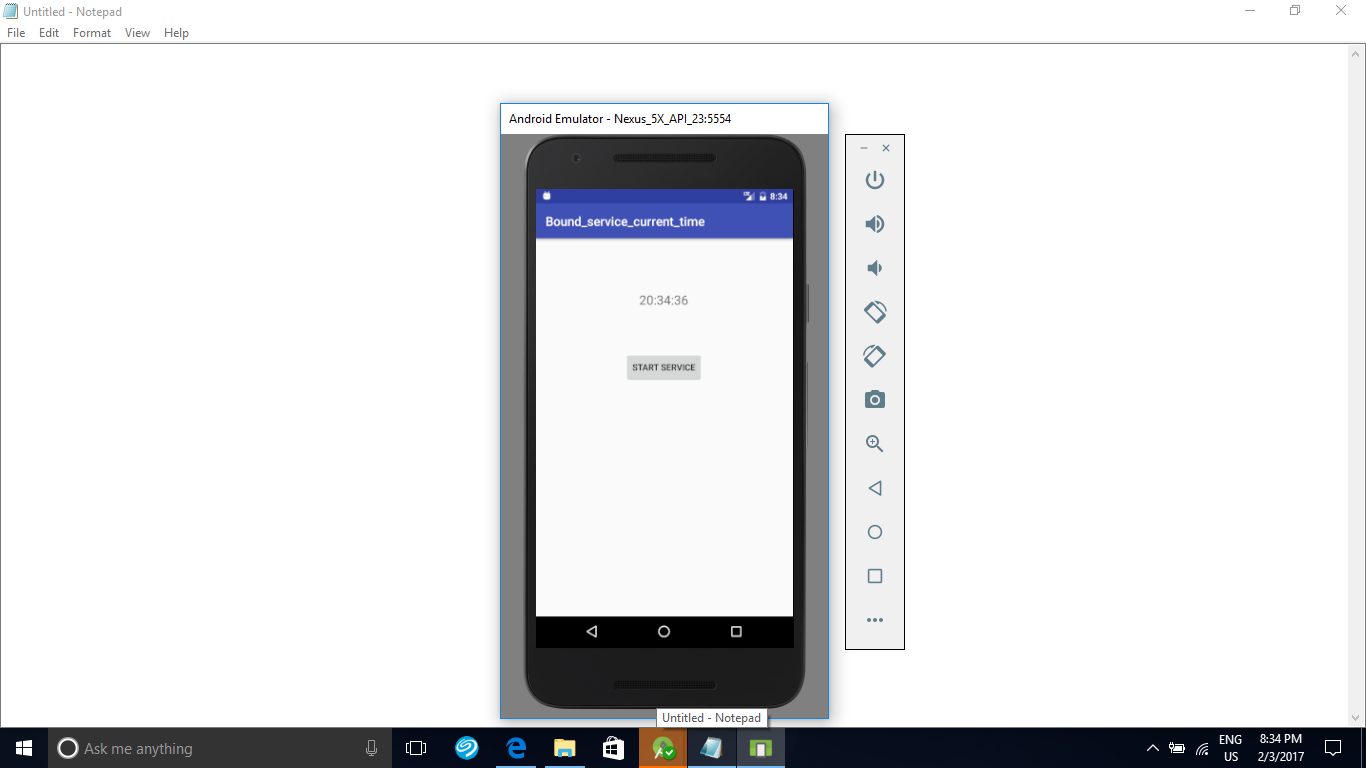 Untitled - Notepad
File Edit Format View Help
Android Emulator - Nexus_5X_API_23:5554
8:34
Bound_service_current_time
20:34:36
START SERVICE
Untitled - Notepad
Ask me anything
ENG
US
8:34 PM
2/3/2017